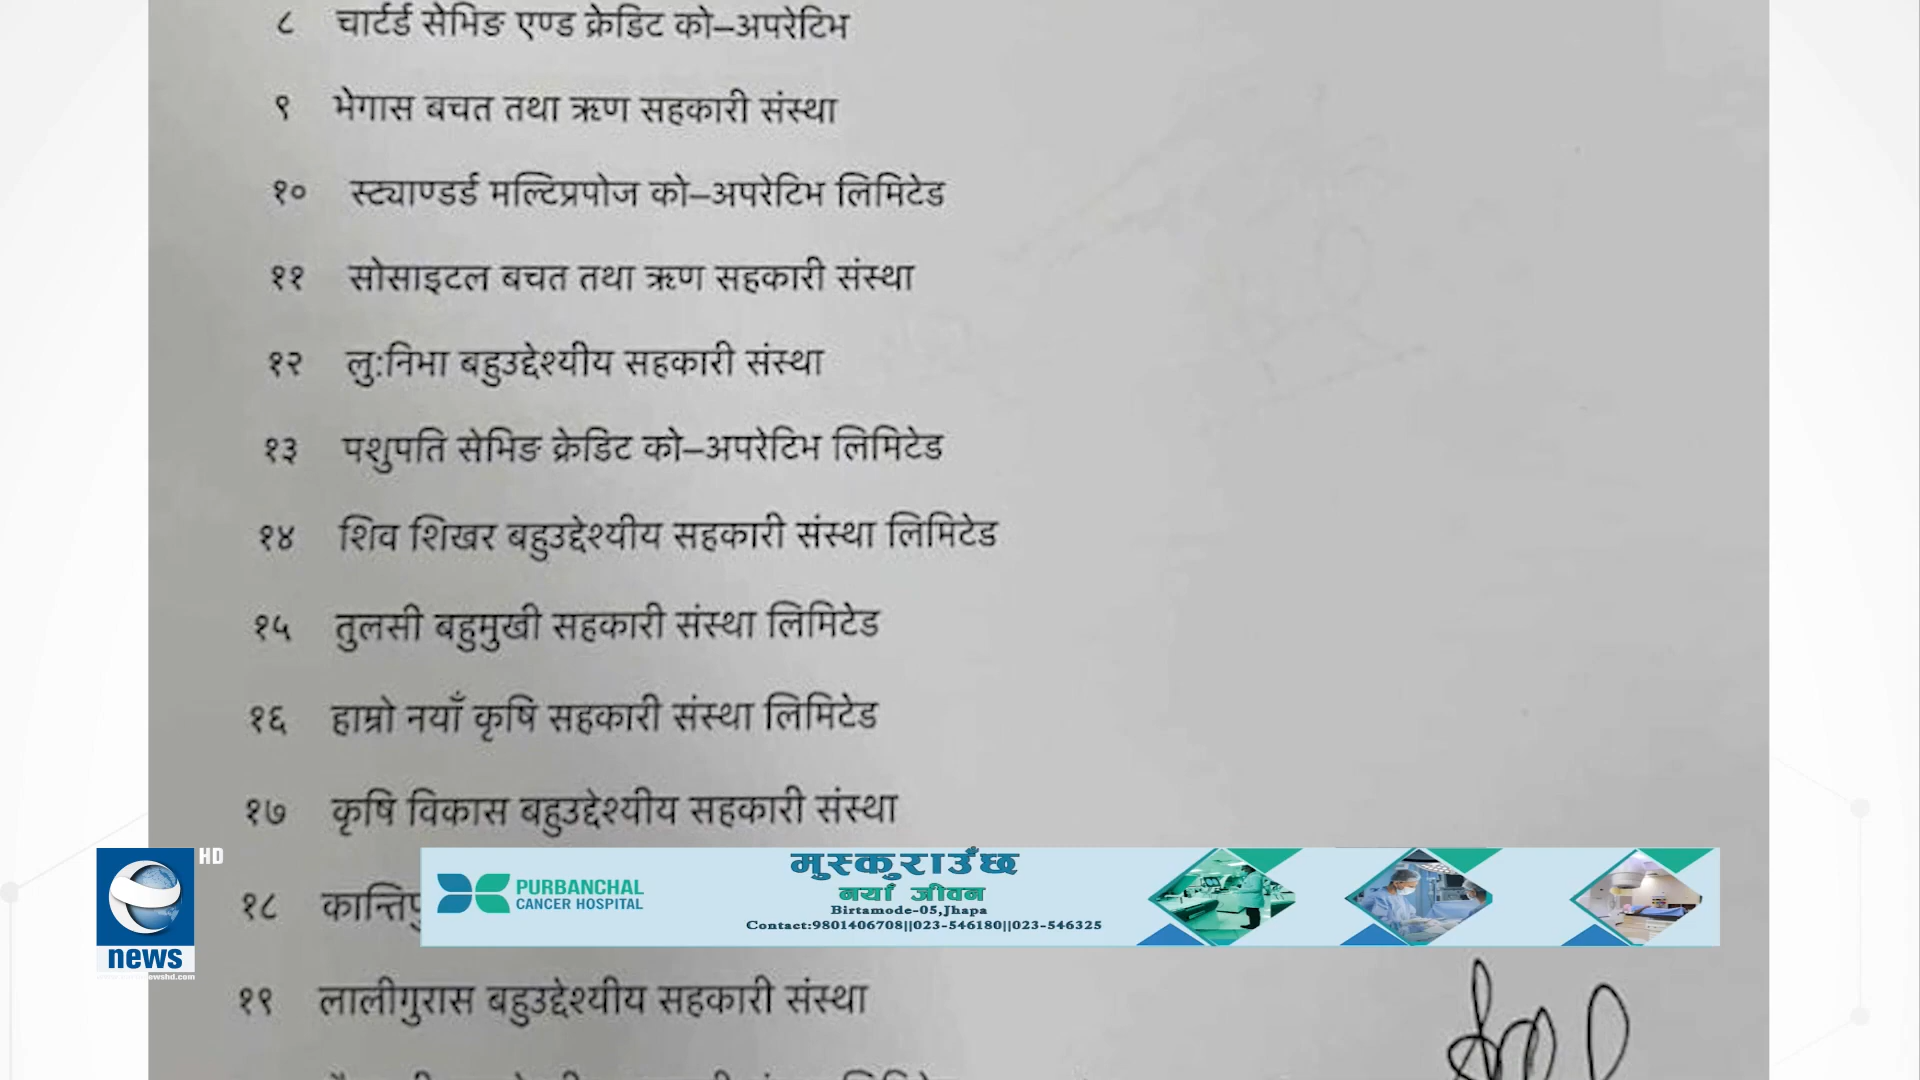 ८ चार्टर्ड सेभिङ एण्ड क्रेडिट को–अपरेटिभ
९ भेगास बचत तथा ऋण सहकारी संस्था
१० स्ट्याण्डर्ड मल्टिप्रपोज को–अपरेटिभ लिमिटेड
११ सोसाइटल बचत तथा ऋण सहकारी संस्था
१२ लु:निभा बहुउद्देश्यीय सहकारी संस्था
१३ पशुपति सेभिङ क्रेडिट को–अपरेटिभ लिमिटेड
१४ शिव शिखर बहुउद्देश्यीय सहकारी संस्था लिमिटेड
१५ तुलसी बहुमुखी सहकारी संस्था लिमिटेड
१६ हाम्रो नयाँ कृषि सहकारी संस्था लिमिटेड
१७ कृषि विकास बहुउद्देश्यीय सहकारी संस्था
HD
news
१८
PURBANCHAL
CANCER HOSPITAL
मुस्कुराउँछ
नयाँ जीवन
Birtamode-05,Jhapa
Contact:9801406708||023-546180||023-546325
१९ लालीगुरास बहुउद्देश्यीय सहकारी संस्था